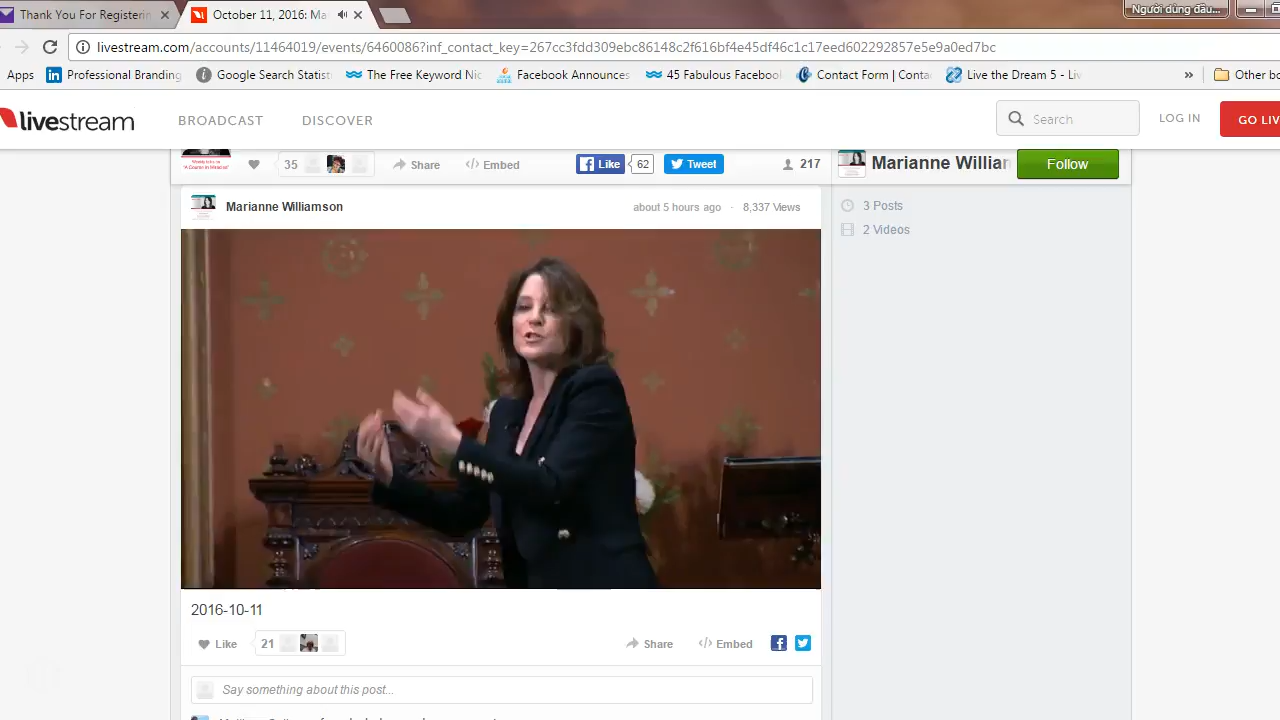 Thank You For Registerin
October 11, 2016: Ma
Người dùng đầu...
livestream.com/accounts/11464019/events/6460086?inf_contact_key=267cc3fdd309ebc86148c2f616f4e45df46c1c17eed602292857e5e9a0ed7bc
Apps Professional Branding Google Search Statist The Free Keyword Nic Facebook Announces 45 Fabulous Facebook Contact Form | Conta Live the Dream 5 - Liv » Other bo
livestream BROADCAST DISCOVER Search LOG IN GO LIV
35 Share Embed Like 62 Tweet 217 Marianne Willian Follow
Marianne Williamson about 5 hours ago · 8,337 Views
3 Posts
2 Videos
2016-10-11
Like 21 Share Embed
Say something about this post...